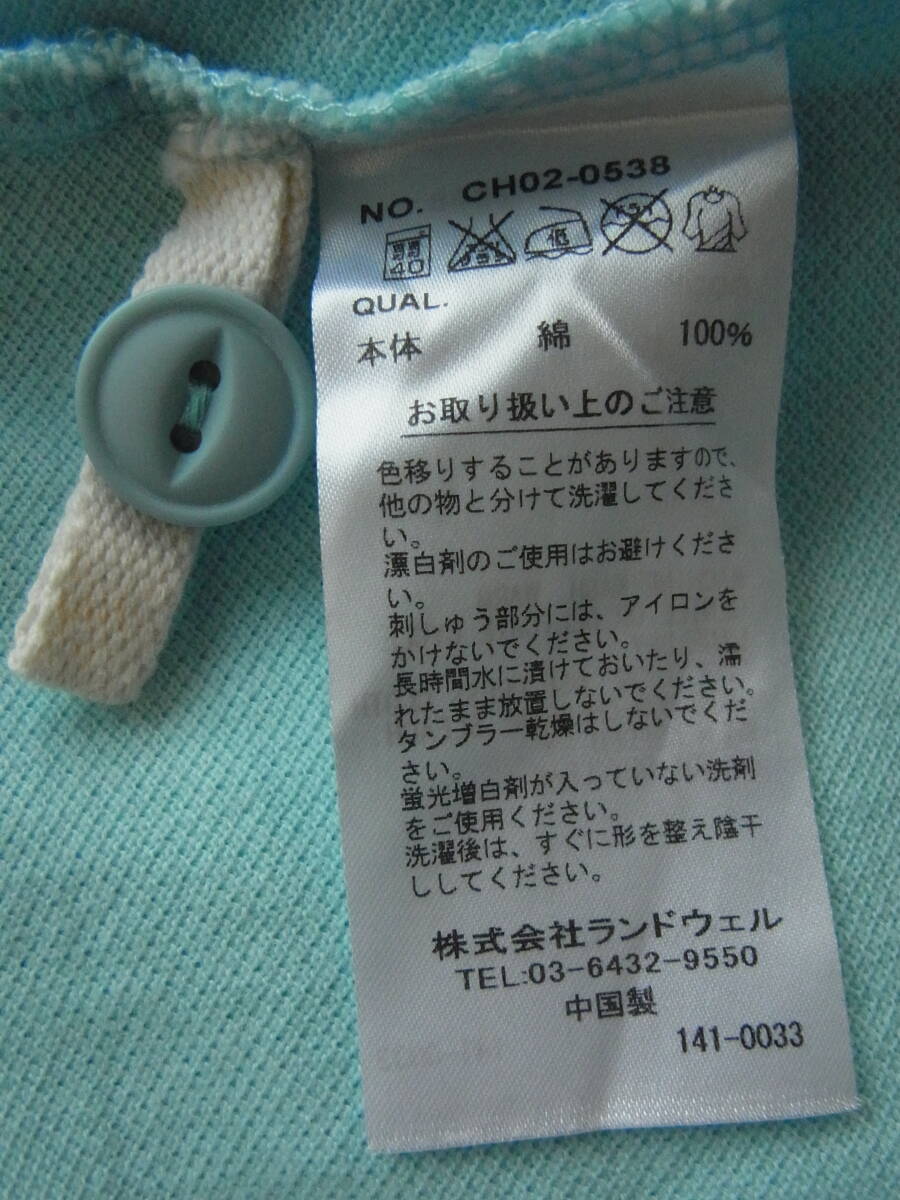 NO. CH02-0538
弱
40
低
QUAL.
本体 綿 100%
お取り扱い上のご注意
色移りすることがありますので、
他の物と分けて洗濯してくださ
い。
漂白剤のご使用はお避けくださ
い。
刺しゅう部分には、アイロンを
かけないでください。
長時間水に漬けておいたり、濡
れたまま放置しないでください。
タンブラー乾燥はしないでくだ
さい。
蛍光増白剤が入っていない洗剤
をご使用ください。
洗濯後は、すぐに形を整え陰干
ししてください。
株式会社ランドウェル
TEL:03-6432-9550
中国製
141-0033